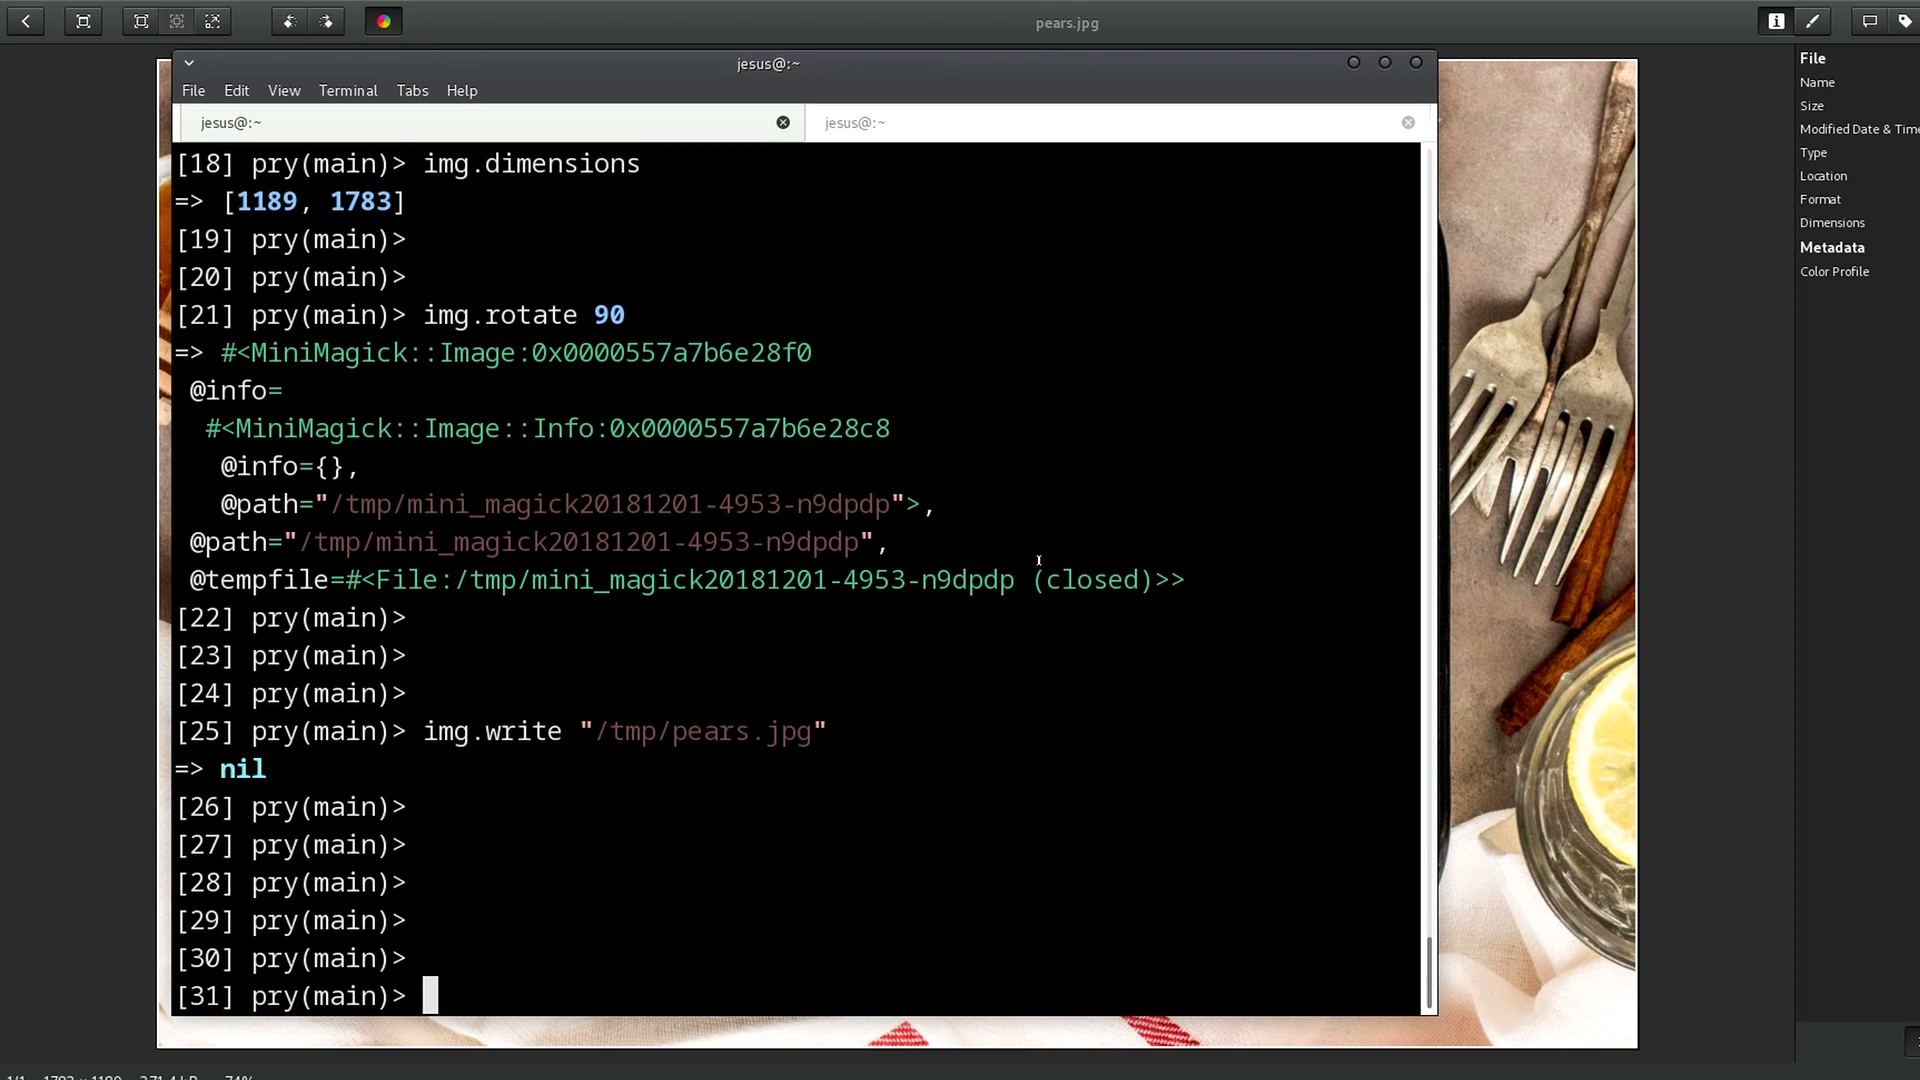 pears.jpg
jesus@:~
File Edit View Terminal Tabs Help
jesus@:~ jesus@:~
[18] pry(main)> img.dimensions
=> [1189, 1783]
[19] pry(main)>
[20] pry(main)>
[21] pry(main)> img.rotate 90
=> #<MiniMagick::Image:0x0000557a7b6e28f0
@info=
#<MiniMagick::Image::Info:0x0000557a7b6e28c8
@info={},
@path="/tmp/mini_magick20181201-4953-n9dpdp">,
@path="/tmp/mini_magick20181201-4953-n9dpdp",
@tempfile=#<File:/tmp/mini_magick20181201-4953-n9dpdp (closed)>>
[22] pry(main)>
[23] pry(main)>
[24] pry(main)>
[25] pry(main)> img.write "/tmp/pears.jpg"
=> nil
[26] pry(main)>
[27] pry(main)>
[28] pry(main)>
[29] pry(main)>
[30] pry(main)>
[31] pry(main)>
File
Name
Size
Modified Date & Time
Type
Location
Format
Dimensions
Metadata
Color Profile